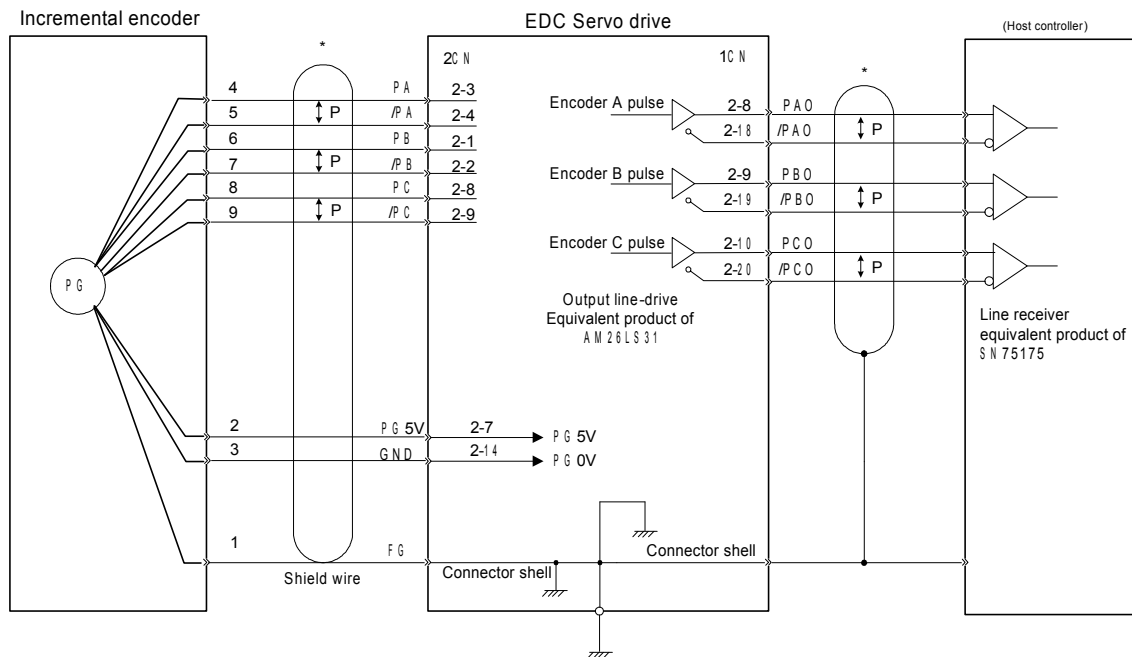 Incremental encoder
EDC Servo drive
(Host controller)
*
*
2CN
1CN
4 PA 2-3
P
5 /PA 2-4
6 PB 2-1
P
7 /PB 2-2
8 PC 2-8
P
9 /PC 2-9
Encoder A pulse 2-8 PAO
P
2-18 /PAO
Encoder B pulse 2-9 PBO
P
2-19 /PBO
Encoder C pulse 2-10 PCO
P
2-20 /PCO
PG
Output line-drive
Equivalent product of
AM26LS31
Line receiver
equivalent product of
SN75175
2 PG 5V 2-7 PG 5V
3 GND 2-14 PG 0V
1 FG
Shield wire
Connector shell
Connector shell